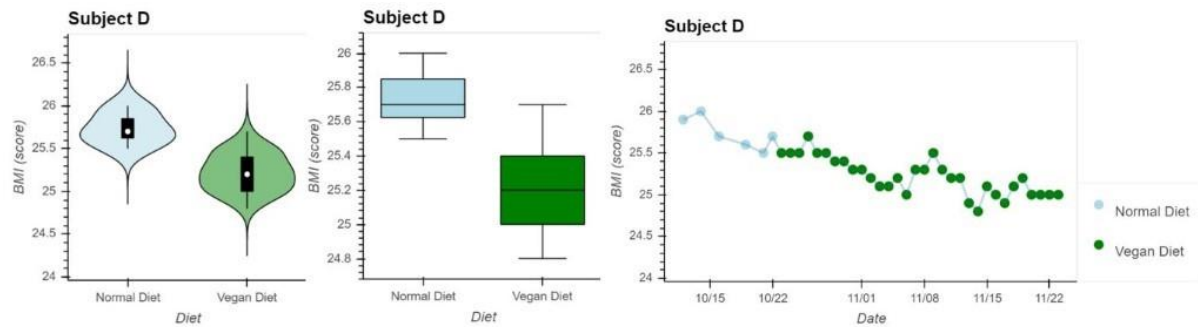 Subject D
BMI (score)
26.5
26
25.5
25
24.5
24
Normal Diet
Vegan Diet
Diet
Subject D
BMI (score)
26
25.8
25.6
25.4
25.2
25
24.8
Normal Diet
Vegan Diet
Diet
Subject D
BMI (score)
26.5
26
25.5
25
24.5
24
10/15
10/22
11/01
11/08
11/15
11/22
Date
Normal Diet
Vegan Diet